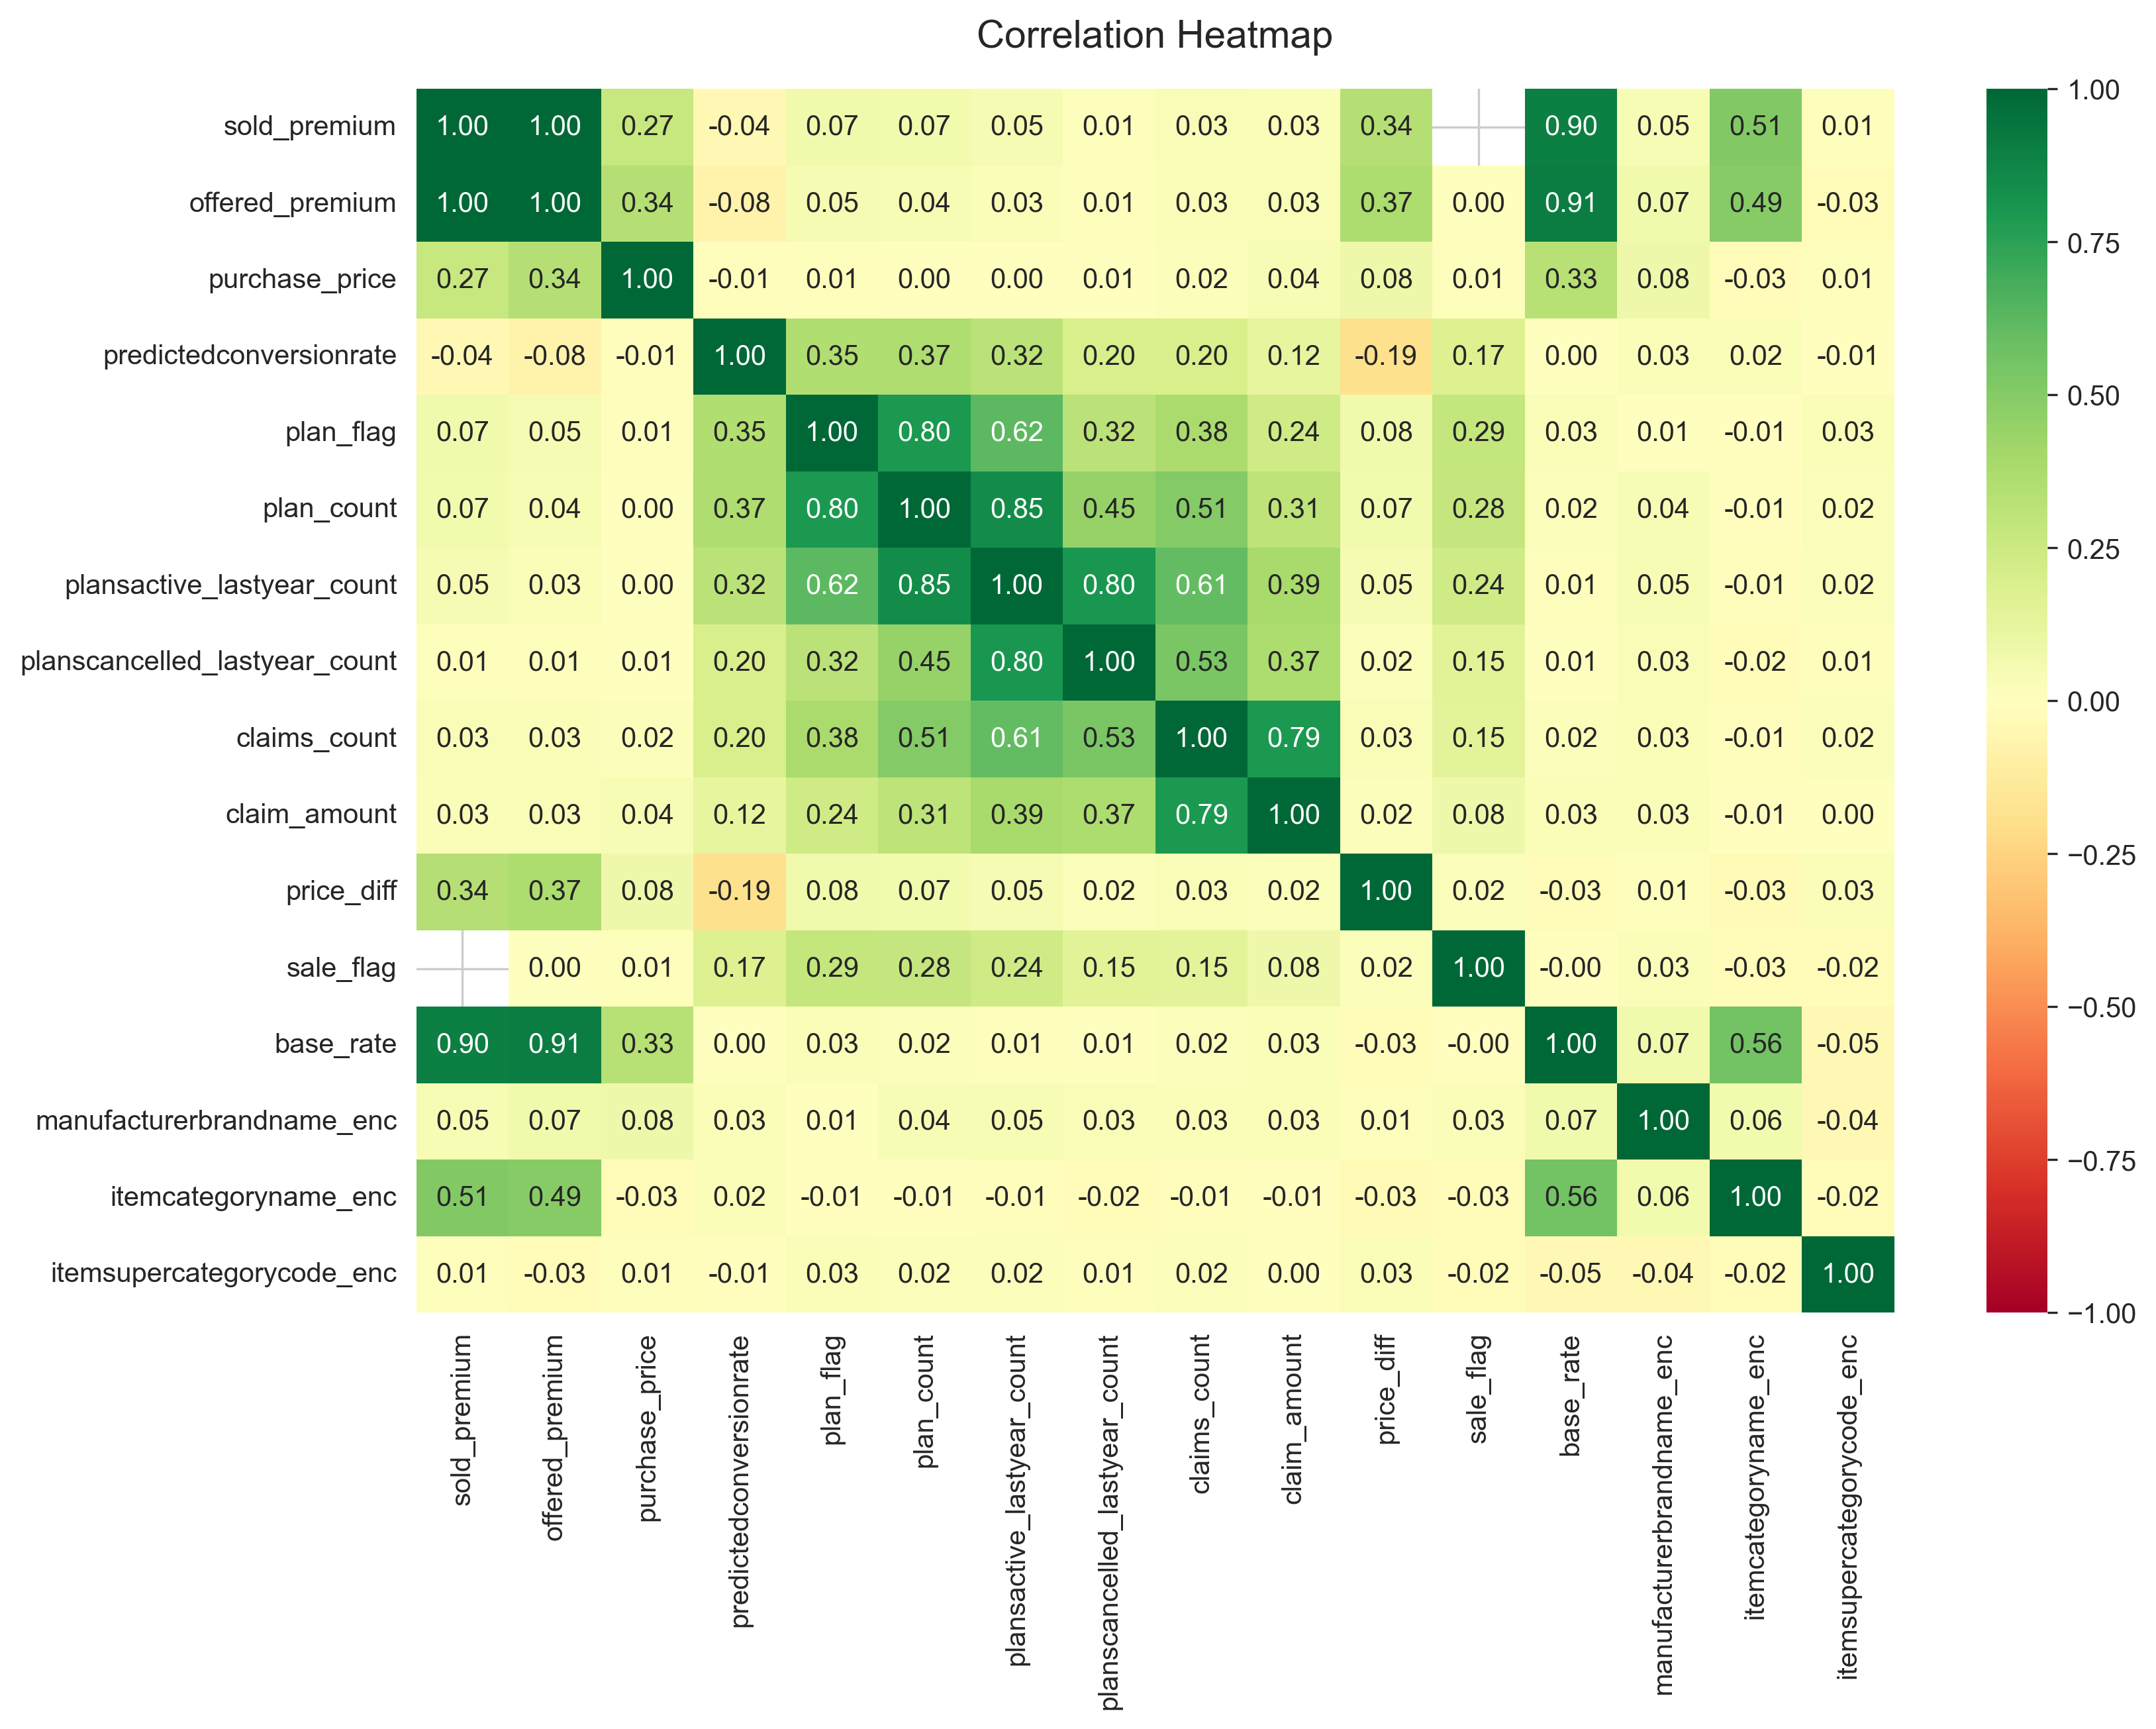 Correlation Heatmap
sold_premium 1.00 1.00 0.27 -0.04 0.07 0.07 0.05 0.01 0.03 0.03 0.34 0.90 0.05 0.51 0.01
offered_premium 1.00 1.00 0.34 -0.08 0.05 0.04 0.03 0.01 0.03 0.03 0.37 0.00 0.91 0.07 0.49 -0.03
purchase_price 0.27 0.34 1.00 -0.01 0.01 0.00 0.00 0.01 0.02 0.04 0.08 0.01 0.33 0.08 -0.03 0.01
predictedconversionrate -0.04 -0.08 -0.01 1.00 0.35 0.37 0.32 0.20 0.20 0.12 -0.19 0.17 0.00 0.03 0.02 -0.01
plan_flag 0.07 0.05 0.01 0.35 1.00 0.80 0.62 0.32 0.38 0.24 0.08 0.29 0.03 0.01 -0.01 0.03
plan_count 0.07 0.04 0.00 0.37 0.80 1.00 0.85 0.45 0.51 0.31 0.07 0.28 0.02 0.04 -0.01 0.02
plansactive_lastyear_count 0.05 0.03 0.00 0.32 0.62 0.85 1.00 0.80 0.61 0.39 0.05 0.24 0.01 0.05 -0.01 0.02
planscancelled_lastyear_count 0.01 0.01 0.01 0.20 0.32 0.45 0.80 1.00 0.53 0.37 0.02 0.15 0.01 0.03 -0.02 0.01
claims_count 0.03 0.03 0.02 0.20 0.38 0.51 0.61 0.53 1.00 0.79 0.03 0.15 0.02 0.03 -0.01 0.02
claim_amount 0.03 0.03 0.04 0.12 0.24 0.31 0.39 0.37 0.79 1.00 0.02 0.08 0.03 0.03 -0.01 0.00
price_diff 0.34 0.37 0.08 -0.19 0.08 0.07 0.05 0.02 0.03 0.02 1.00 0.02 -0.03 0.01 -0.03 0.03
sale_flag 0.00 0.01 0.17 0.29 0.28 0.24 0.15 0.15 0.08 0.02 1.00 -0.00 0.03 -0.03 -0.02
base_rate 0.90 0.91 0.33 0.00 0.03 0.02 0.01 0.01 0.02 0.03 -0.03 -0.00 1.00 0.07 0.56 -0.05
manufacturerbrandname_enc 0.05 0.07 0.08 0.03 0.01 0.04 0.05 0.03 0.03 0.03 0.01 0.03 0.07 1.00 0.06 -0.04
itemcategoryname_enc 0.51 0.49 -0.03 0.02 -0.01 -0.01 -0.01 -0.02 -0.01 -0.01 -0.03 -0.03 0.56 0.06 1.00 -0.02
itemsupercategorycode_enc 0.01 -0.03 0.01 -0.01 0.03 0.02 0.02 0.01 0.02 0.00 0.03 -0.02 -0.05 -0.04 -0.02 1.00
sold_premium
offered_premium
purchase_price
predictedconversionrate
plan_flag
plan_count
plansactive_lastyear_count
planscancelled_lastyear_count
claims_count
claim_amount
price_diff
sale_flag
base_rate
manufacturerbrandname_enc
itemcategoryname_enc
itemsupercategorycode_enc
1.00
0.75
0.50
0.25
0.00
−0.25
−0.50
−0.75
−1.00